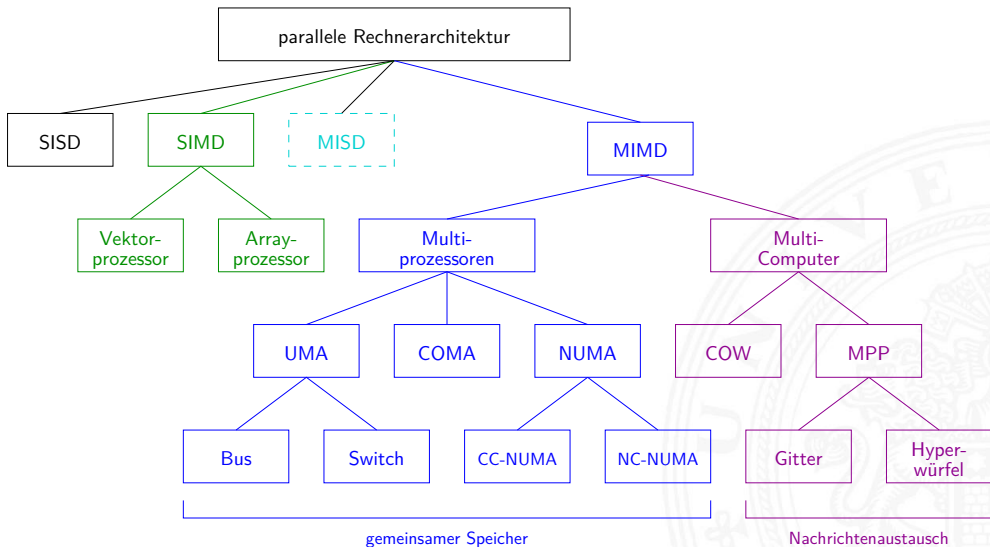 parallele Rechnerarchitektur
SISD
SIMD
MISD
MIMD
Vektor-
prozessor
Array-
prozessor
Multi-
prozessoren
Multi-
Computer
UMA
COMA
NUMA
COW
MPP
Bus
Switch
CC-NUMA
NC-NUMA
Gitter
Hyper-
würfel
gemeinsamer Speicher
Nachrichtenaustausch